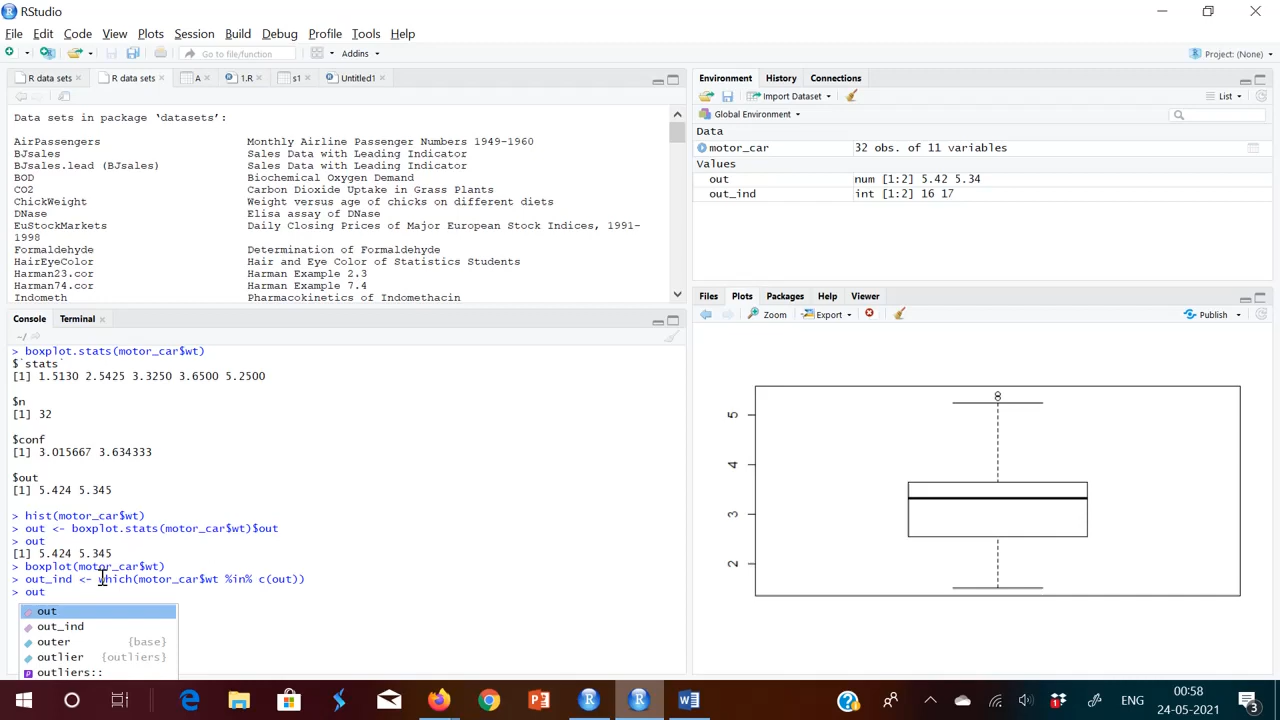 RStudio
File Edit Code View Plots Session Build Debug Profile Tools Help
Go to file/function Addins Project: (None)
R data sets R data sets A 1.R s1 Untitled1
Data sets in package ‘datasets’:
AirPassengers Monthly Airline Passenger Numbers 1949-1960
BJsales Sales Data with Leading Indicator
BJsales.lead (BJsales) Sales Data with Leading Indicator
BOD Biochemical Oxygen Demand
CO2 Carbon Dioxide Uptake in Grass Plants
ChickWeight Weight versus age of chicks on different diets
DNase Elisa assay of DNase
EuStockMarkets Daily Closing Prices of Major European Stock Indices, 1991-
1998
Formaldehyde Determination of Formaldehyde
HairEyeColor Hair and Eye Color of Statistics Students
Harman23.cor Harman Example 2.3
Harman74.cor Harman Example 7.4
Indometh Pharmacokinetics of Indomethacin
Console Terminal
~/
> boxplot.stats(motor_car$wt)
$`stats`
[1] 1.5130 2.5425 3.3250 3.6500 5.2500
$n
[1] 32
$conf
[1] 3.015667 3.634333
$out
[1] 5.424 5.345
> hist(motor_car$wt)
> out <- boxplot.stats(motor_car$wt)$out
> out
[1] 5.424 5.345
> boxplot(motor_car$wt)
> out_ind <- which(motor_car$wt %in% c(out))
> out
out
out_ind
outer {base}
outlier {outliers}
outliers::
Environment History Connections
Import Dataset List
Global Environment
Data
motor_car 32 obs. of 11 variables
Values
out num [1:2] 5.42 5.34
out_ind int [1:2] 16 17
Files Plots Packages Help Viewer
Zoom Export Publish
5
4
3
2
ENG
00:58
24-05-2021
3